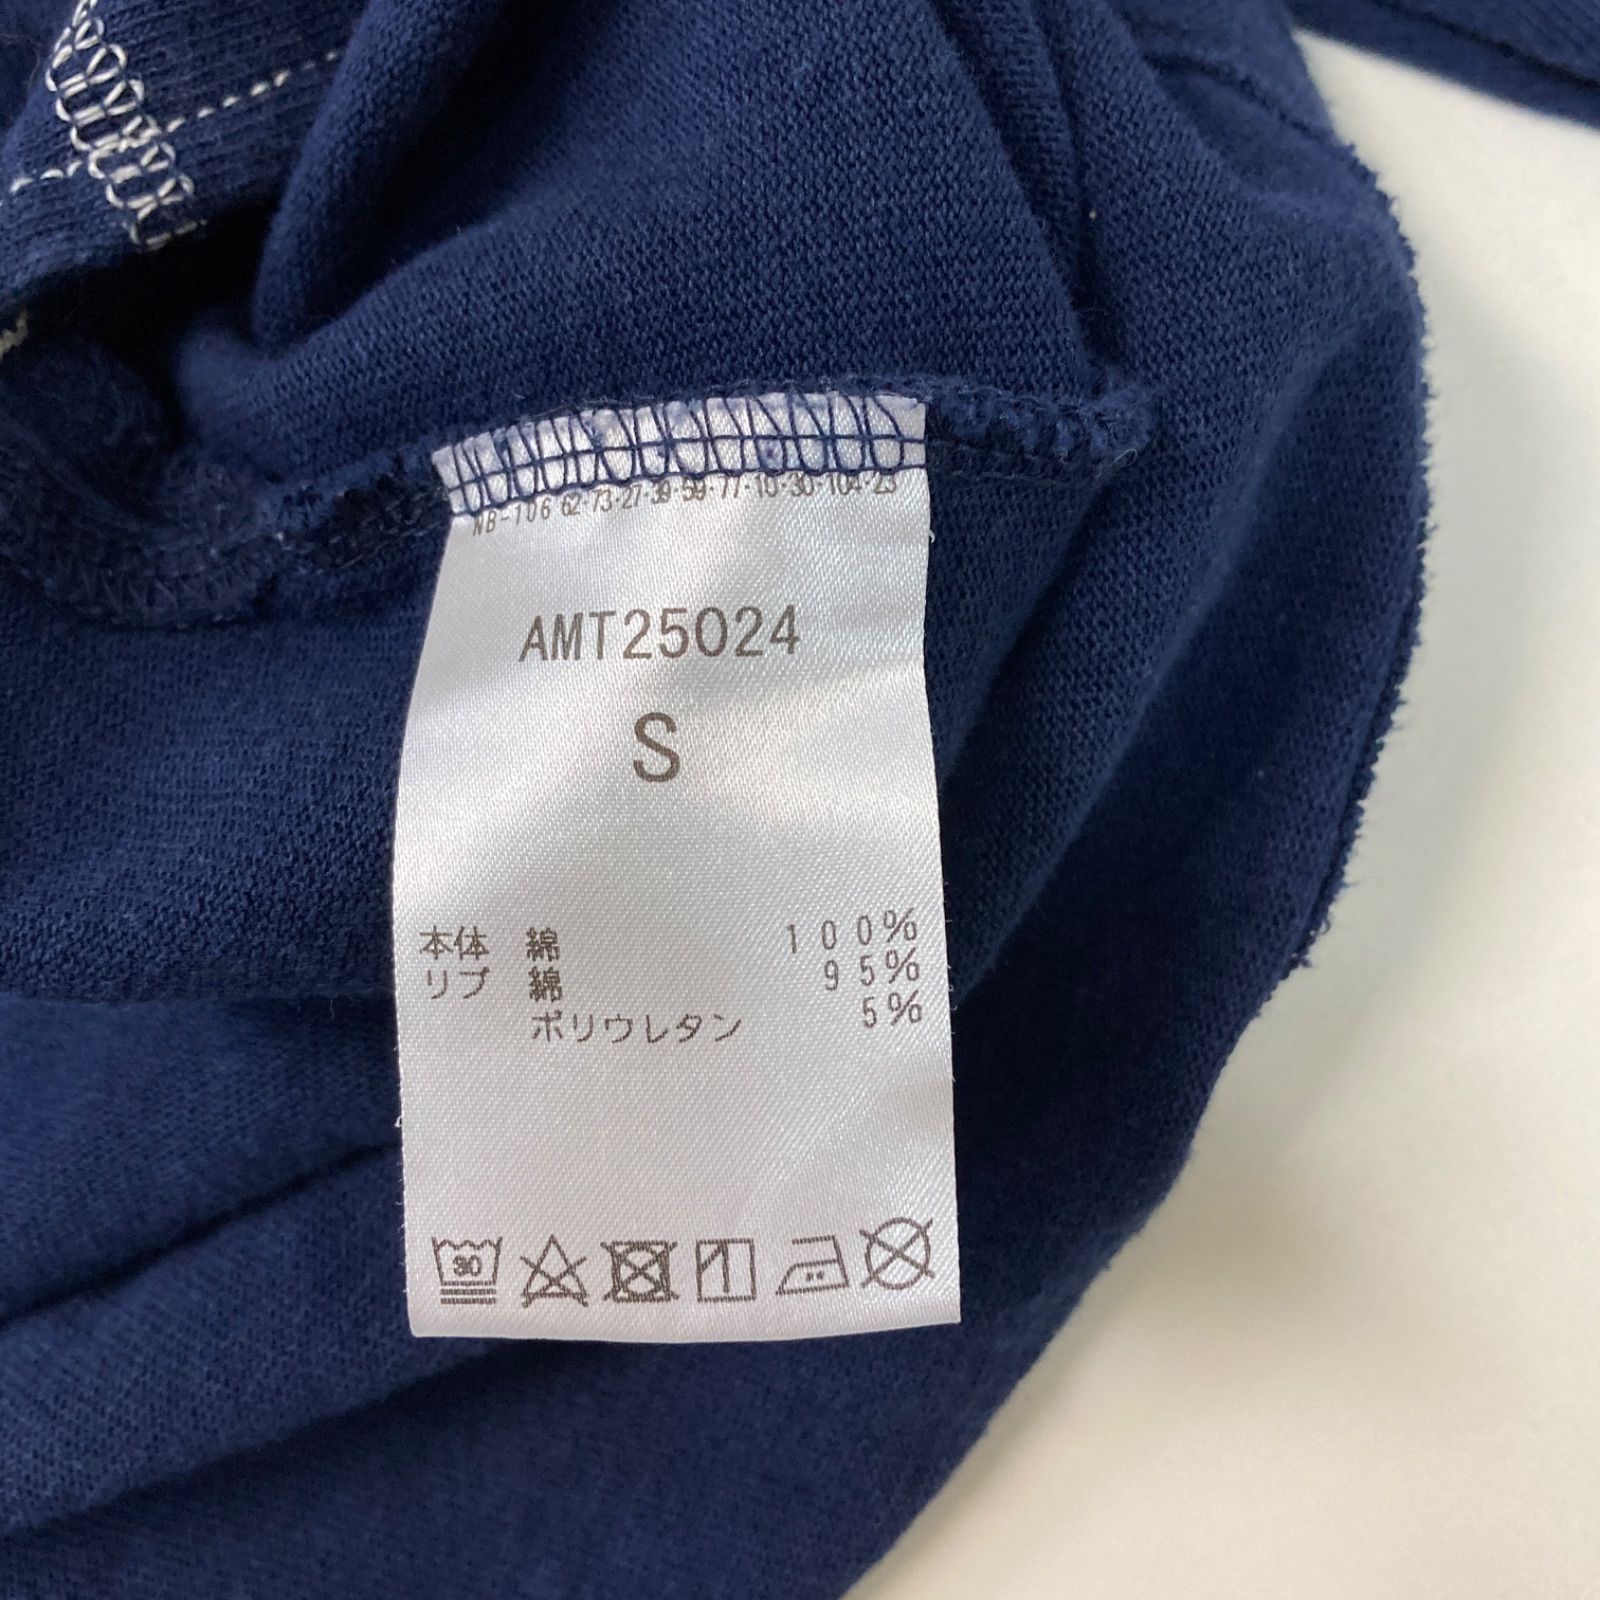 NB-106 62·73·27·39·59·77·10·30·104·23
AMT25024
S
本体 綿 100%
リブ 綿 95%
ポリウレタン 5%
30